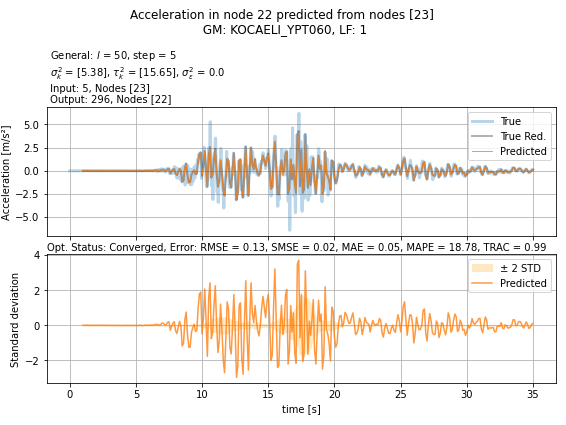 Acceleration in node 22 predicted from nodes [23]
GM: KOCAELI_YPT060, LF: 1
General: l = 50, step = 5
σ²ₖ = [5.38], τ²ₖ = [15.65], σ²ε = 0.0
Input: 5, Nodes [23]
Output: 296, Nodes [22]
Acceleration [m/s²]
5.0
2.5
0.0
−2.5
−5.0
True
True Red.
Predicted
Opt. Status: Converged, Error: RMSE = 0.13, SMSE = 0.02, MAE = 0.05, MAPE = 18.78, TRAC = 0.99
Standard deviation
4
2
0
−2
± 2 STD
Predicted
0 5 10 15 20 25 30 35
time [s]